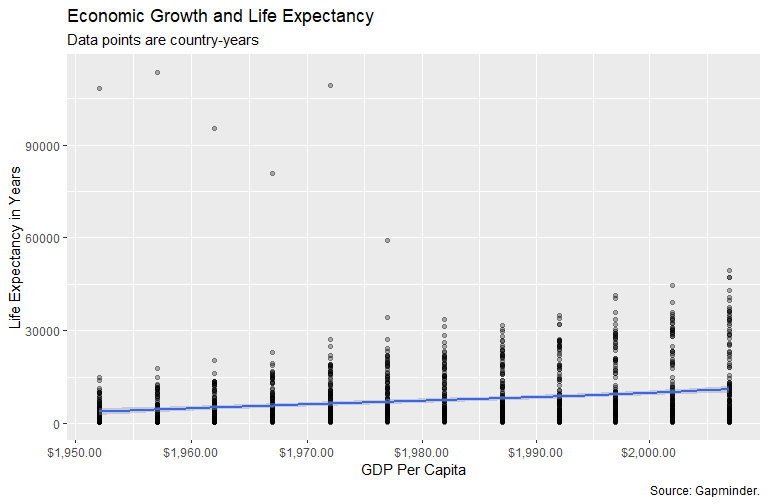 Economic Growth and Life Expectancy
Data points are country-years
Life Expectancy in Years
90000
60000
30000
0
$1,950.00 $1,960.00 $1,970.00 $1,980.00 $1,990.00 $2,000.00
GDP Per Capita
Source: Gapminder.